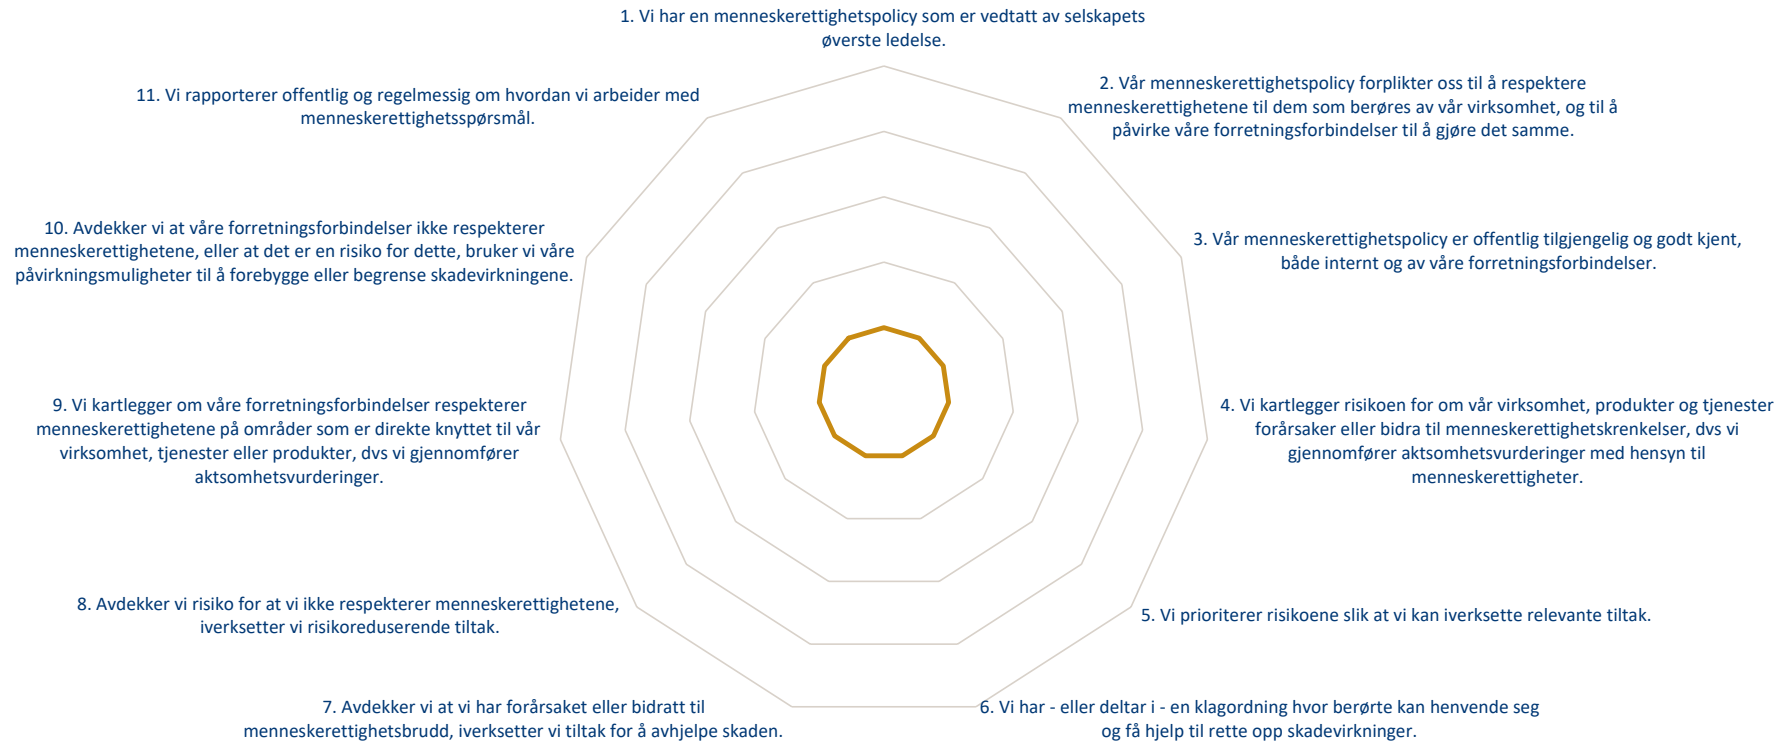 1. Vi har en menneskerettighetspolicy som er vedtatt av selskapets
øverste ledelse.
2. Vår menneskerettighetspolicy forplikter oss til å respektere
menneskerettighetene til dem som berøres av vår virksomhet, og til å
påvirke våre forretningsforbindelser til å gjøre det samme.
3. Vår menneskerettighetspolicy er offentlig tilgjengelig og godt kjent,
både internt og av våre forretningsforbindelser.
4. Vi kartlegger risikoen for om vår virksomhet, produkter og tjenester
forårsaker eller bidra til menneskerettighetskrenkelser, dvs vi
gjennomfører aktsomhetsvurderinger med hensyn til
menneskerettigheter.
5. Vi prioriterer risikoene slik at vi kan iverksette relevante tiltak.
6. Vi har - eller deltar i - en klagordning hvor berørte kan henvende seg
og få hjelp til rette opp skadevirkninger.
7. Avdekker vi at vi har forårsaket eller bidratt til
menneskerettighetsbrudd, iverksetter vi tiltak for å avhjelpe skaden.
8. Avdekker vi risiko for at vi ikke respekterer menneskerettighetene,
iverksetter vi risikoreduserende tiltak.
9. Vi kartlegger om våre forretningsforbindelser respekterer
menneskerettighetene på områder som er direkte knyttet til vår
virksomhet, tjenester eller produkter, dvs vi gjennomfører
aktsomhetsvurderinger.
10. Avdekker vi at våre forretningsforbindelser ikke respekterer
menneskerettighetene, eller at det er en risiko for dette, bruker vi våre
påvirkningsmuligheter til å forebygge eller begrense skadevirkningene.
11. Vi rapporterer offentlig og regelmessig om hvordan vi arbeider med
menneskerettighetsspørsmål.